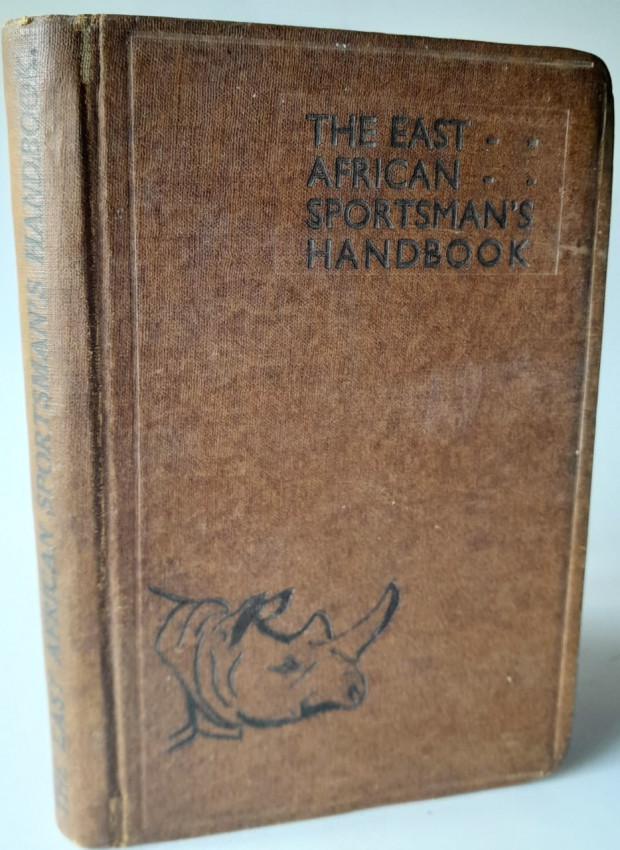 THE EAST - -
AFRICAN - -
SPORTSMAN'S
HANDBOOK
THE EAST AFRICAN SPORTSMAN'S HANDBOOK.